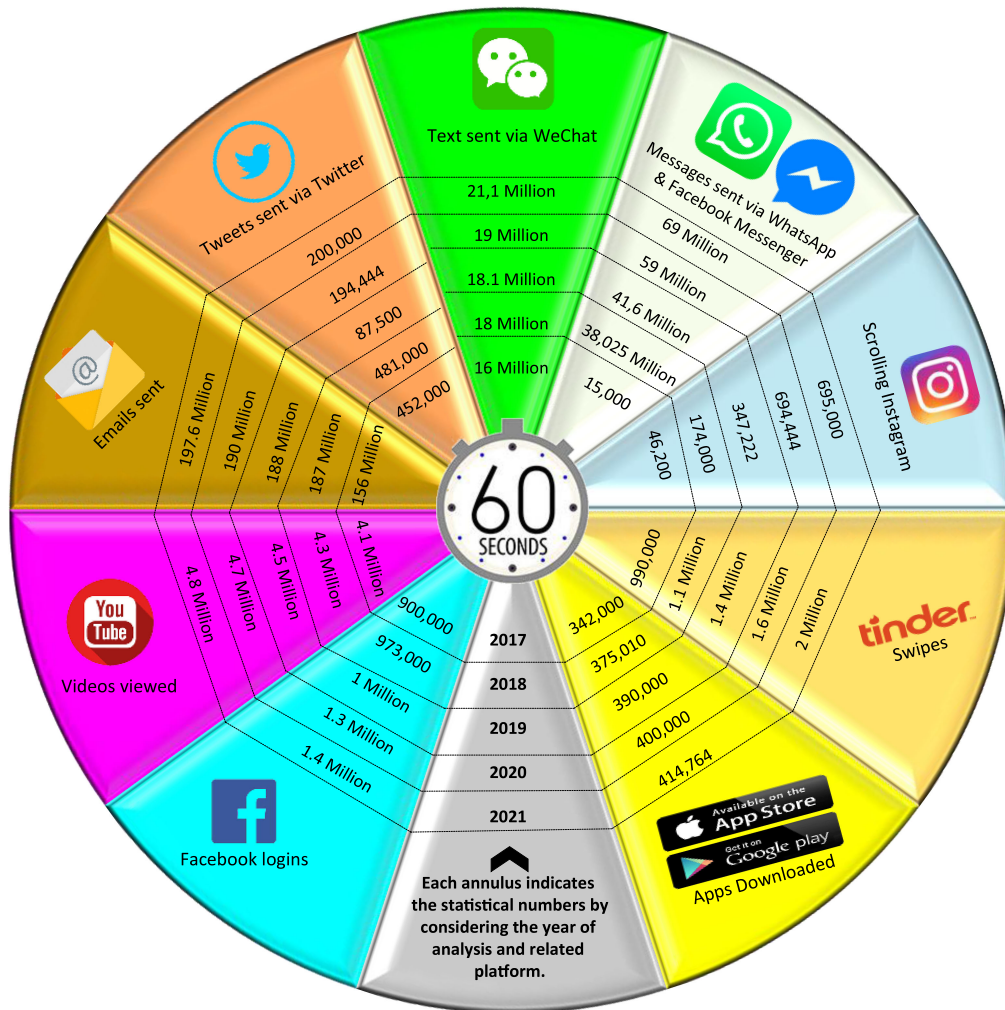 Text sent via WeChat
21,1 Million
19 Million
18.1 Million
18 Million
16 Million
Messages sent via WhatsApp
& Facebook Messenger
69 Million
59 Million
41,6 Million
38,025 Million
15,000
Scrolling Instagram
695,000
694,444
347,222
174,000
46,200
tinder
Swipes
2 Million
1.6 Million
1.4 Million
1.1 Million
990,000
342,000
375,010
390,000
400,000
414,764
Available on the
App Store
Get it on
Google play
Apps Downloaded
2017
2018
2019
2020
2021
Each annulus indicates
the statistical numbers by
considering the year of
analysis and related
platform.
900,000
973,000
1 Million
1.3 Million
1.4 Million
Facebook logins
4.1 Million
4.3 Million
4.5 Million
4.7 Million
4.8 Million
You
Tube
Videos viewed
156 Million
187 Million
188 Million
190 Million
197.6 Million
@
Emails sent
Tweets sent via Twitter
200,000
194,444
87,500
481,000
452,000
60
SECONDS